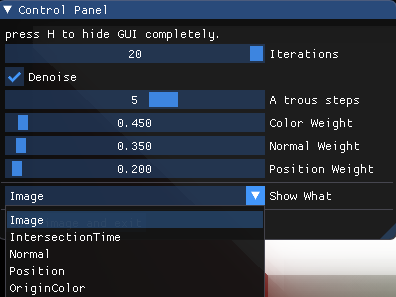 Control Panel
press H to hide GUI completely.
20 Iterations
Denoise
5 A trous steps
0.450 Color Weight
0.350 Normal Weight
0.200 Position Weight
Image Show What
Image
IntersectionTime
Normal
Position
OriginColor